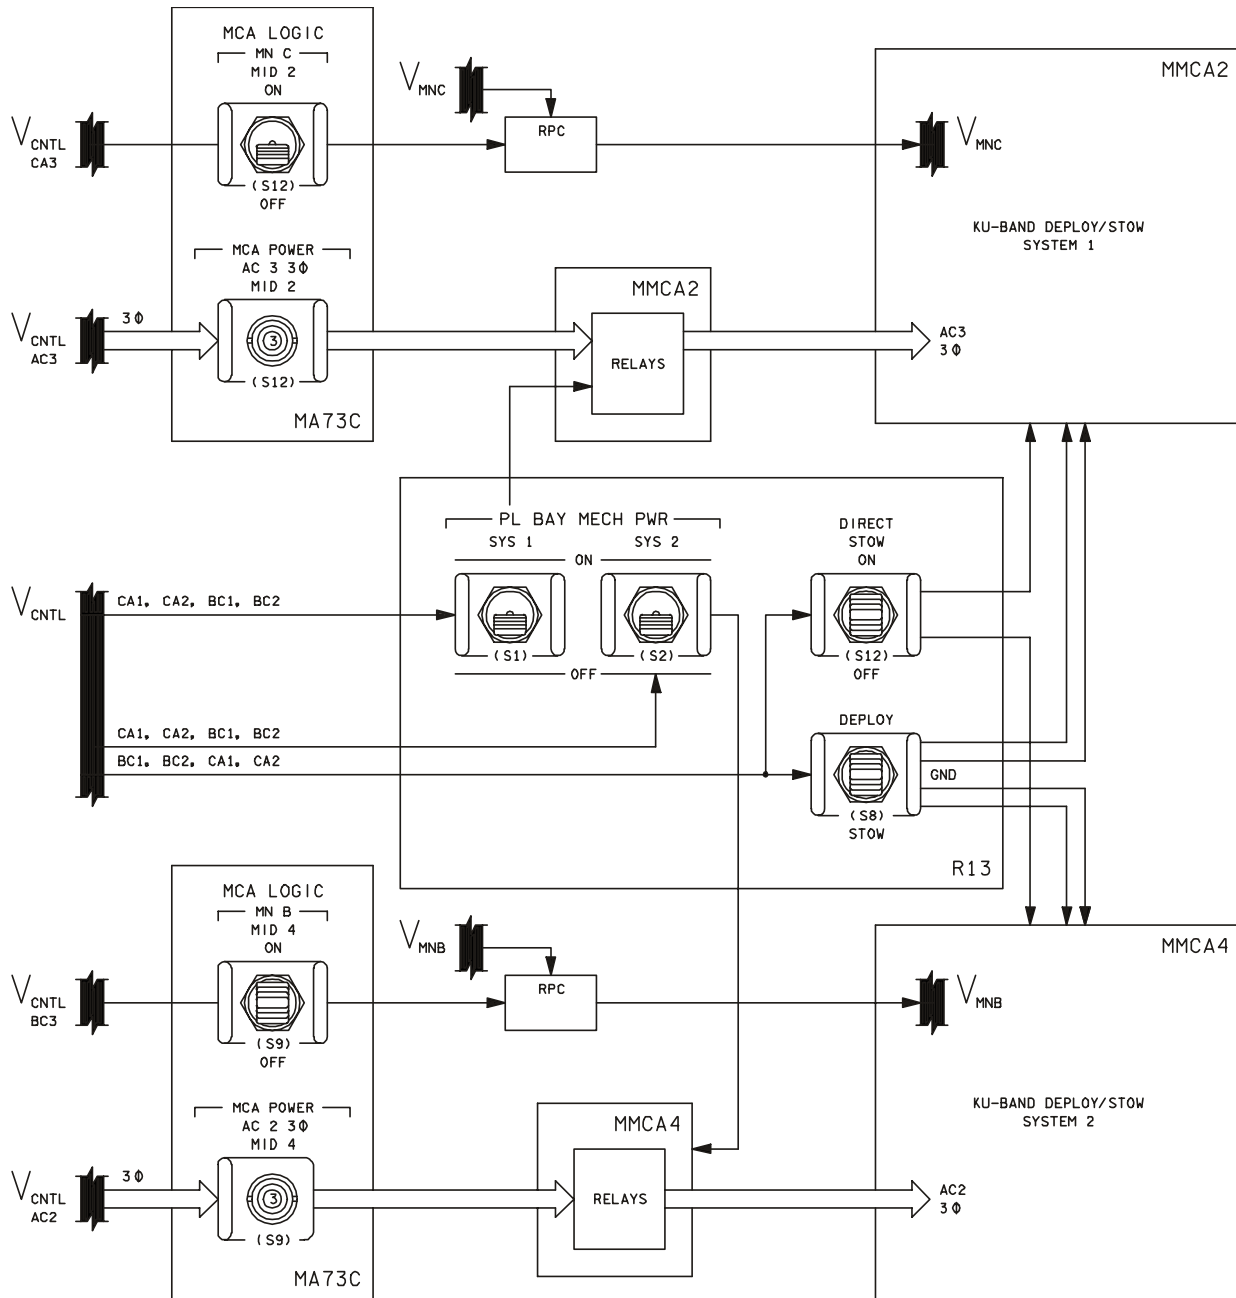 MCA LOGIC
MN C
MID 2
ON
(S12)
OFF
V CNTL
CA3
V MNC
RPC
V MNC
MMCA2
KU-BAND DEPLOY/STOW
SYSTEM 1
MCA POWER
AC 3 3Φ
MID 2
3
(S12)
MA73C
V CNTL
AC3
3Φ
MMCA2
RELAYS
AC3
3Φ
PL BAY MECH PWR
SYS 1
SYS 2
ON
(S1)
(S2)
OFF
DIRECT
STOW
ON
(S12)
OFF
V CNTL
CA1, CA2, BC1, BC2
CA1, CA2, BC1, BC2
BC1, BC2, CA1, CA2
DEPLOY
GND
(S8)
STOW
R13
MCA LOGIC
MN B
MID 4
ON
(S9)
OFF
V CNTL
BC3
V MNB
RPC
V MNB
MMCA4
KU-BAND DEPLOY/STOW
SYSTEM 2
MCA POWER
AC 2 3Φ
MID 4
3
(S9)
MA73C
V CNTL
AC2
3Φ
MMCA4
RELAYS
AC2
3Φ